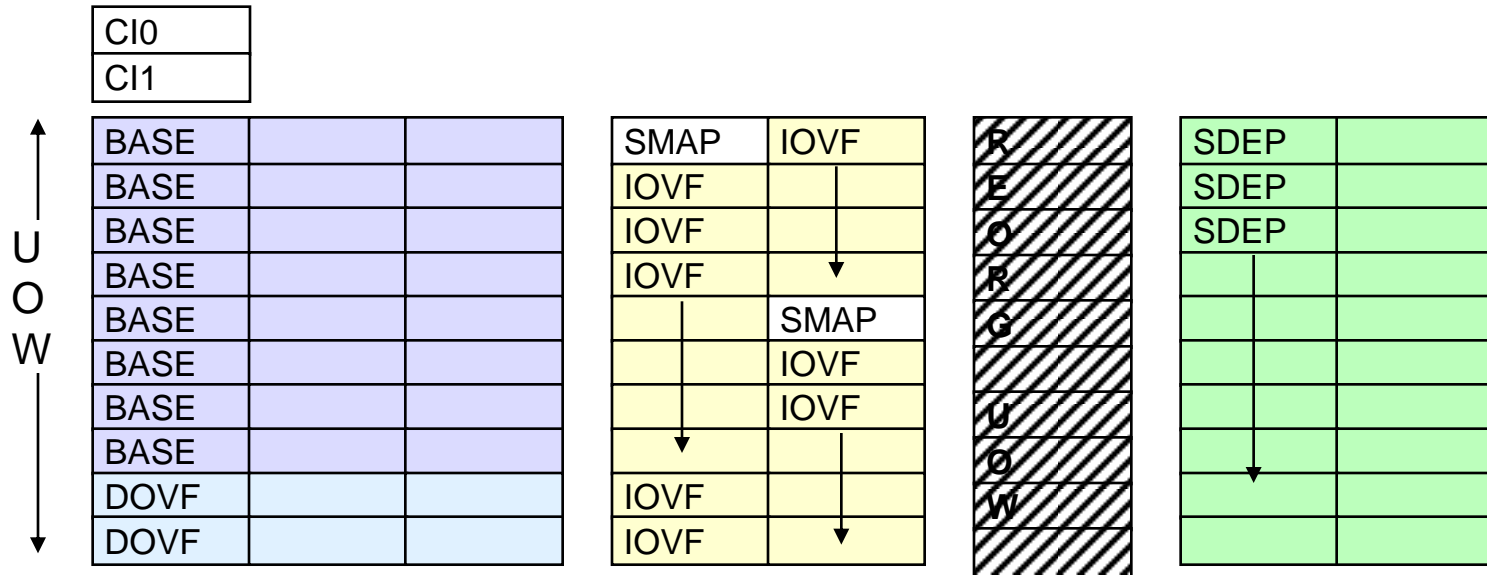 CI0
CI1
UOW
BASE SMAP IOVF R SDEP
BASE IOVF E SDEP
BASE IOVF O SDEP
BASE IOVF R
BASE SMAP G
BASE IOVF
BASE IOVF U
BASE O
DOVF IOVF W
DOVF IOVF